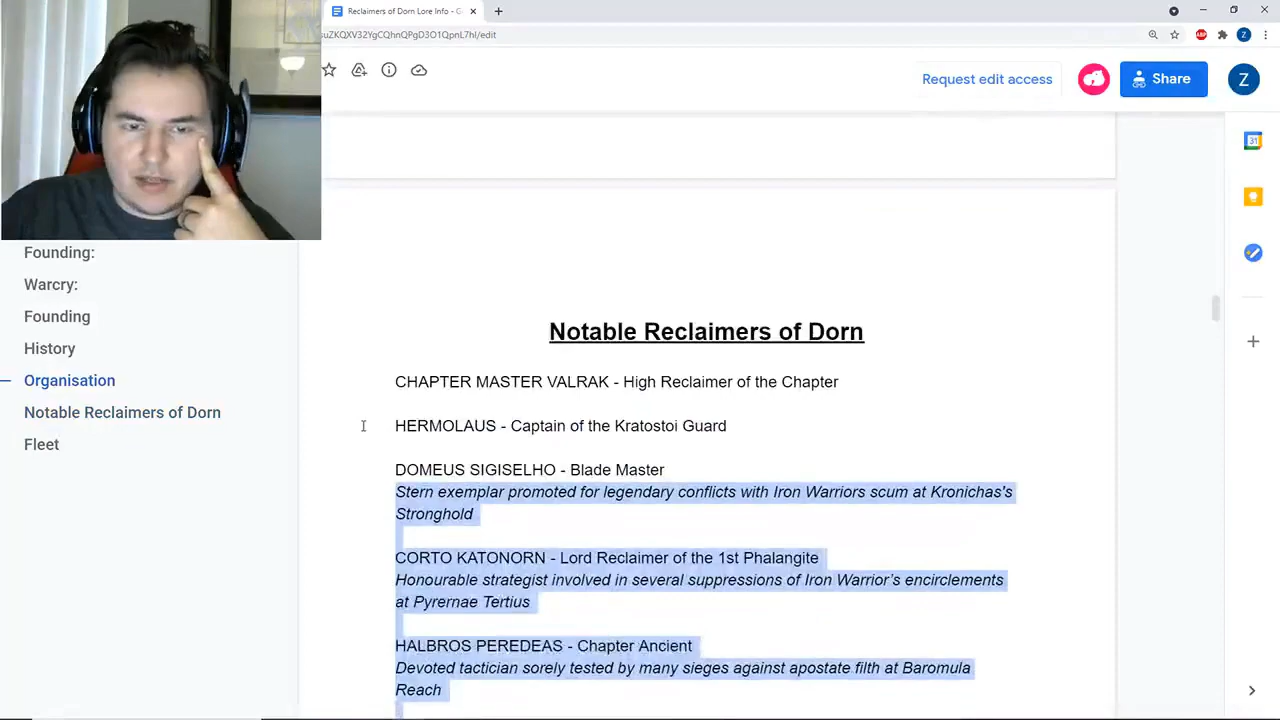 Reclaimers of Dorn Lore Info - G
suZKQXV32YgCQhnQPgD3O1QpnL7hI/edit
ABP
Z
Request edit access
Share
Z
31
Founding:
Warcry:
Founding
History
Organisation
Notable Reclaimers of Dorn
Fleet
Notable Reclaimers of Dorn
CHAPTER MASTER VALRAK - High Reclaimer of the Chapter
HERMOLAUS - Captain of the Kratostoi Guard
DOMEUS SIGISELHO - Blade Master
Stern exemplar promoted for legendary conflicts with Iron Warriors scum at Kronichas's
Stronghold
CORTO KATONORN - Lord Reclaimer of the 1st Phalangite
Honourable strategist involved in several suppressions of Iron Warrior’s encirclements
at Pyrernae Tertius
HALBROS PEREDEAS - Chapter Ancient
Devoted tactician sorely tested by many sieges against apostate filth at Baromula
Reach